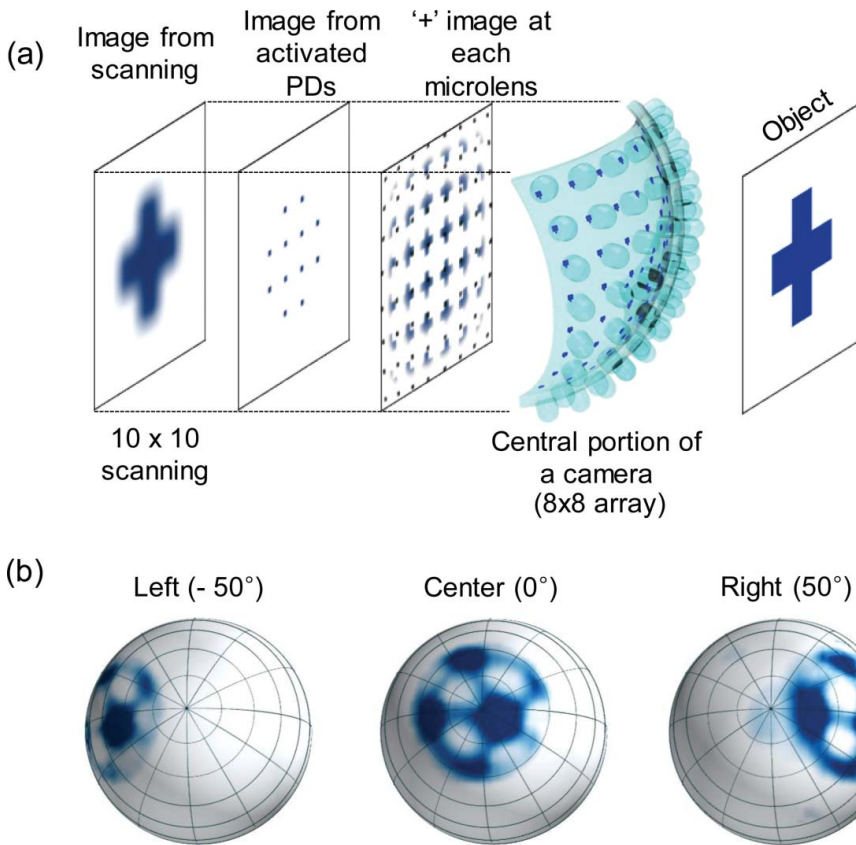 (a)
Image from
scanning
Image from
activated
PDs
‘+’ image at
each
microlens
Object
10 x 10
scanning
Central portion of
a camera
(8x8 array)
(b)
Left (- 50°)
Center (0°)
Right (50°)